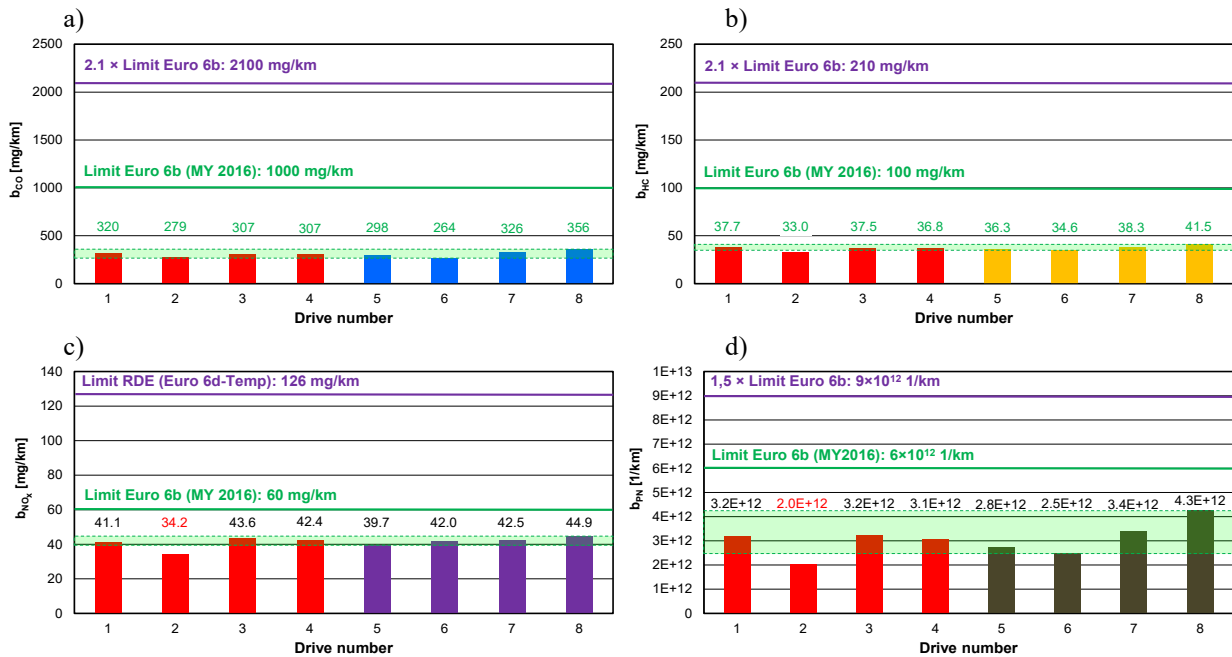 a)
2500
2000
1500
1000
500
0
b_CO [mg/km]
2.1 × Limit Euro 6b: 2100 mg/km
Limit Euro 6b (MY 2016): 1000 mg/km
320 279 307 307 298 264 326 356
1 2 3 4 5 6 7 8
Drive number
b)
250
200
150
100
50
0
b_HC [mg/km]
2.1 × Limit Euro 6b: 210 mg/km
Limit Euro 6b (MY 2016): 100 mg/km
37.7 33.0 37.5 36.8 36.3 34.6 38.3 41.5
1 2 3 4 5 6 7 8
Drive number
c)
140
120
100
80
60
40
20
0
b_NOx [mg/km]
Limit RDE (Euro 6d-Temp): 126 mg/km
Limit Euro 6b (MY 2016): 60 mg/km
41.1 34.2 43.6 42.4 39.7 42.0 42.5 44.9
1 2 3 4 5 6 7 8
Drive number
d)
1E+13
9E+12
8E+12
7E+12
6E+12
5E+12
4E+12
3E+12
2E+12
1E+12
0
b_PN [1/km]
1,5 × Limit Euro 6b: 9×10¹² 1/km
Limit Euro 6b (MY2016): 6×10¹² 1/km
3.2E+12 2.0E+12 3.2E+12 3.1E+12 2.8E+12 2.5E+12 3.4E+12 4.3E+12
1 2 3 4 5 6 7 8
Drive number